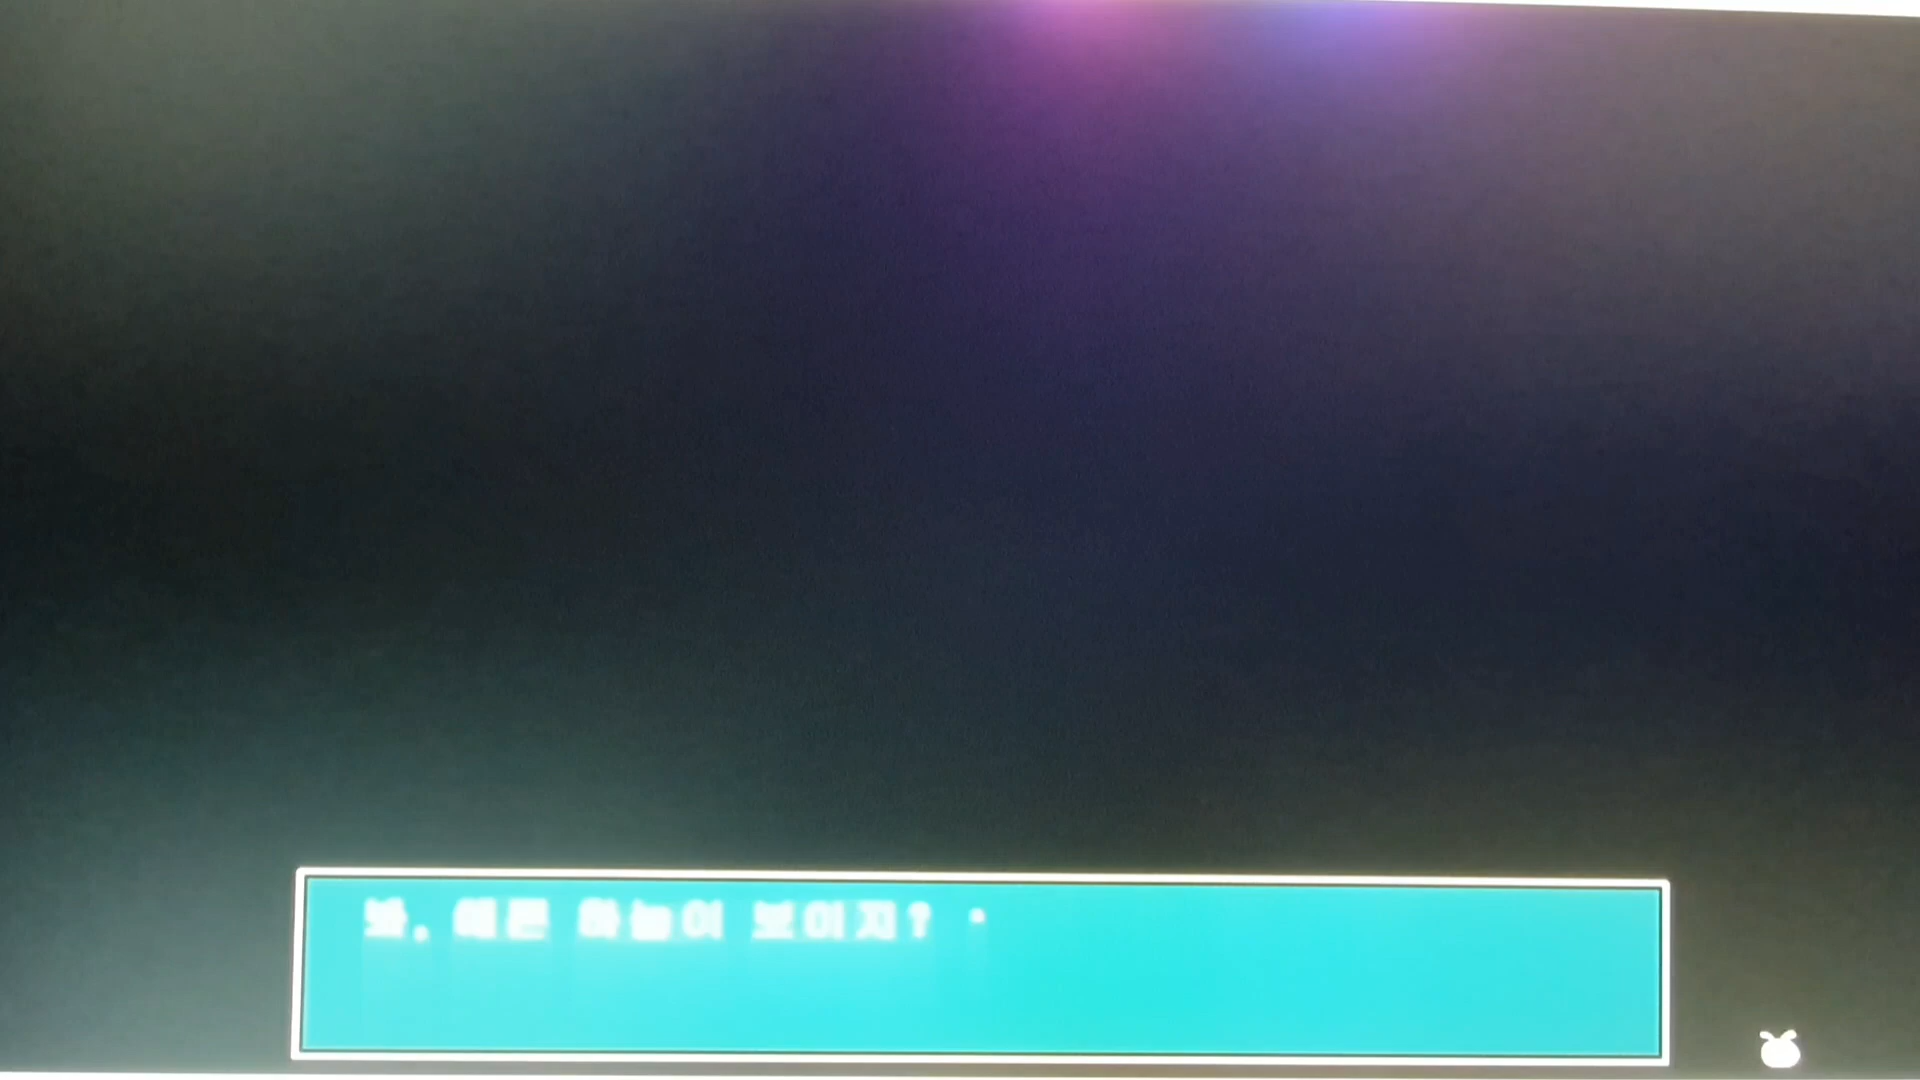 봐, 예쁜 하늘이 보이지?